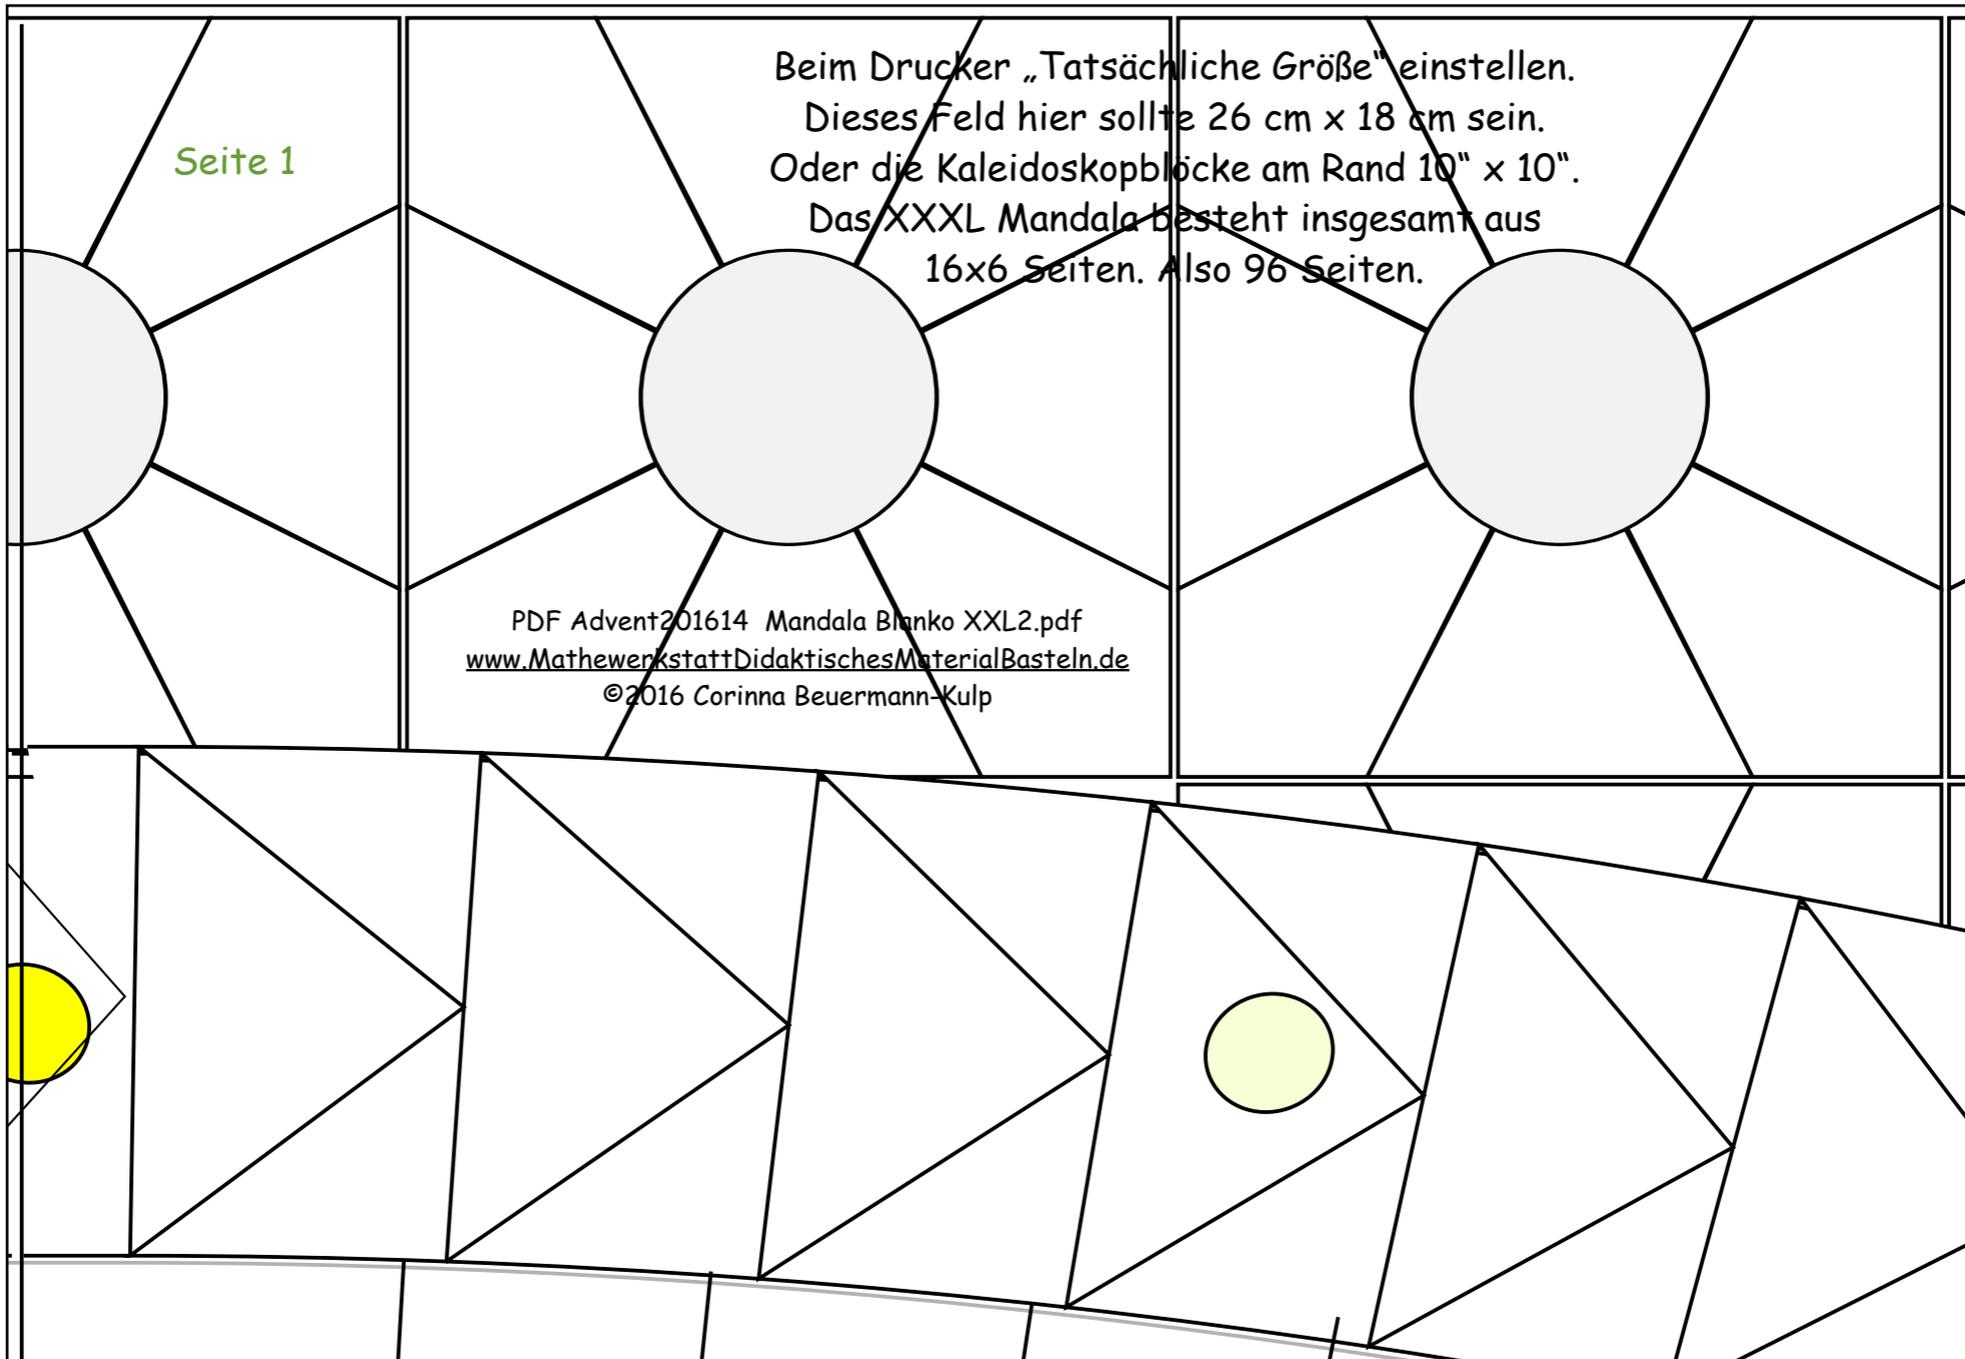 Beim Drucker „Tatsächliche Größe“ einstellen.
Dieses Feld hier sollte 26 cm x 18 cm sein.
Oder die Kaleidoskopblöcke am Rand 10“ x 10“.
Das XXXL Mandala besteht insgesamt aus
16x6 Seiten. Also 96 Seiten.
Seite 1
PDF Advent201614 Mandala Blanko XXL2.pdf
www.MathewerkstattDidaktischesMaterialBasteln.de
©2016 Corinna Beuermann-Kulp